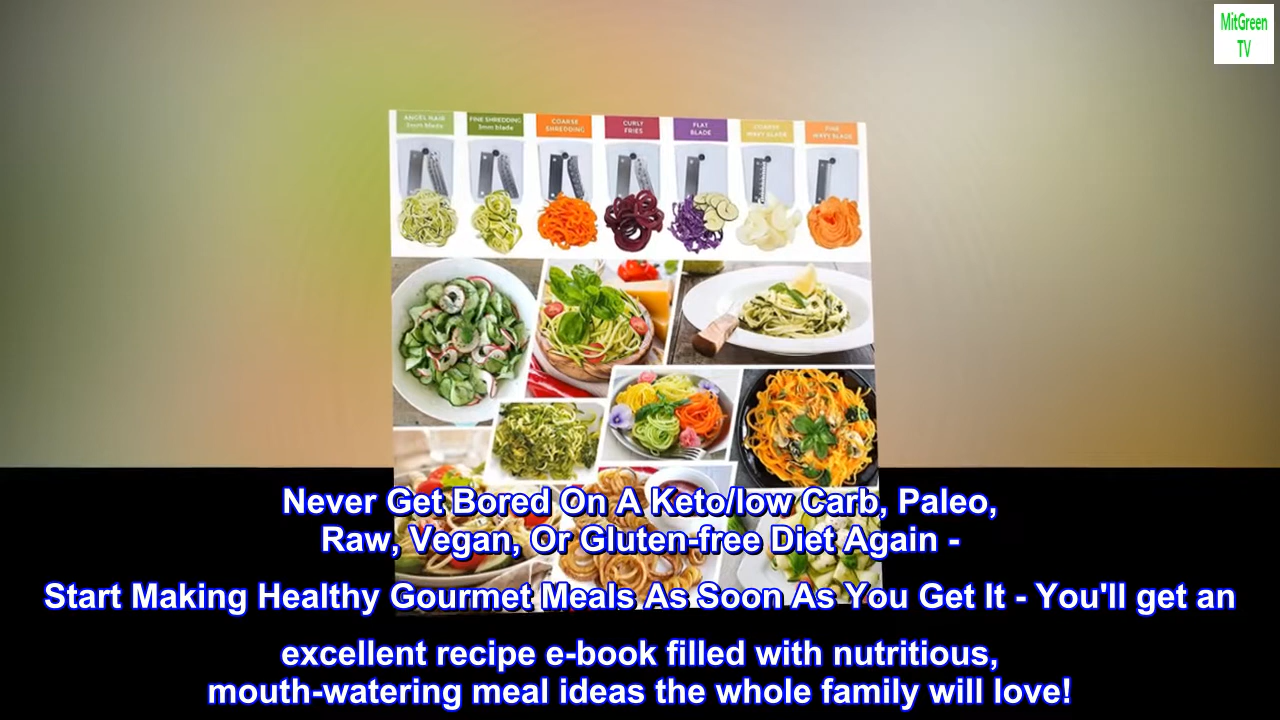 MitGreen
TV
ANGEL HAIR
FINE SHREDDING
3mm blade
COARSE
SHREDDING
CURLY
FRIES
FLAT
BLADE
COARSE
WAVY BLADE
FINE
WAVY BLADE
Never Get Bored On A Keto/low Carb, Paleo,
Raw, Vegan, Or Gluten-free Diet Again -
Start Making Healthy Gourmet Meals As Soon As You Get It - You'll get an
excellent recipe e-book filled with nutritious,
mouth-watering meal ideas the whole family will love!